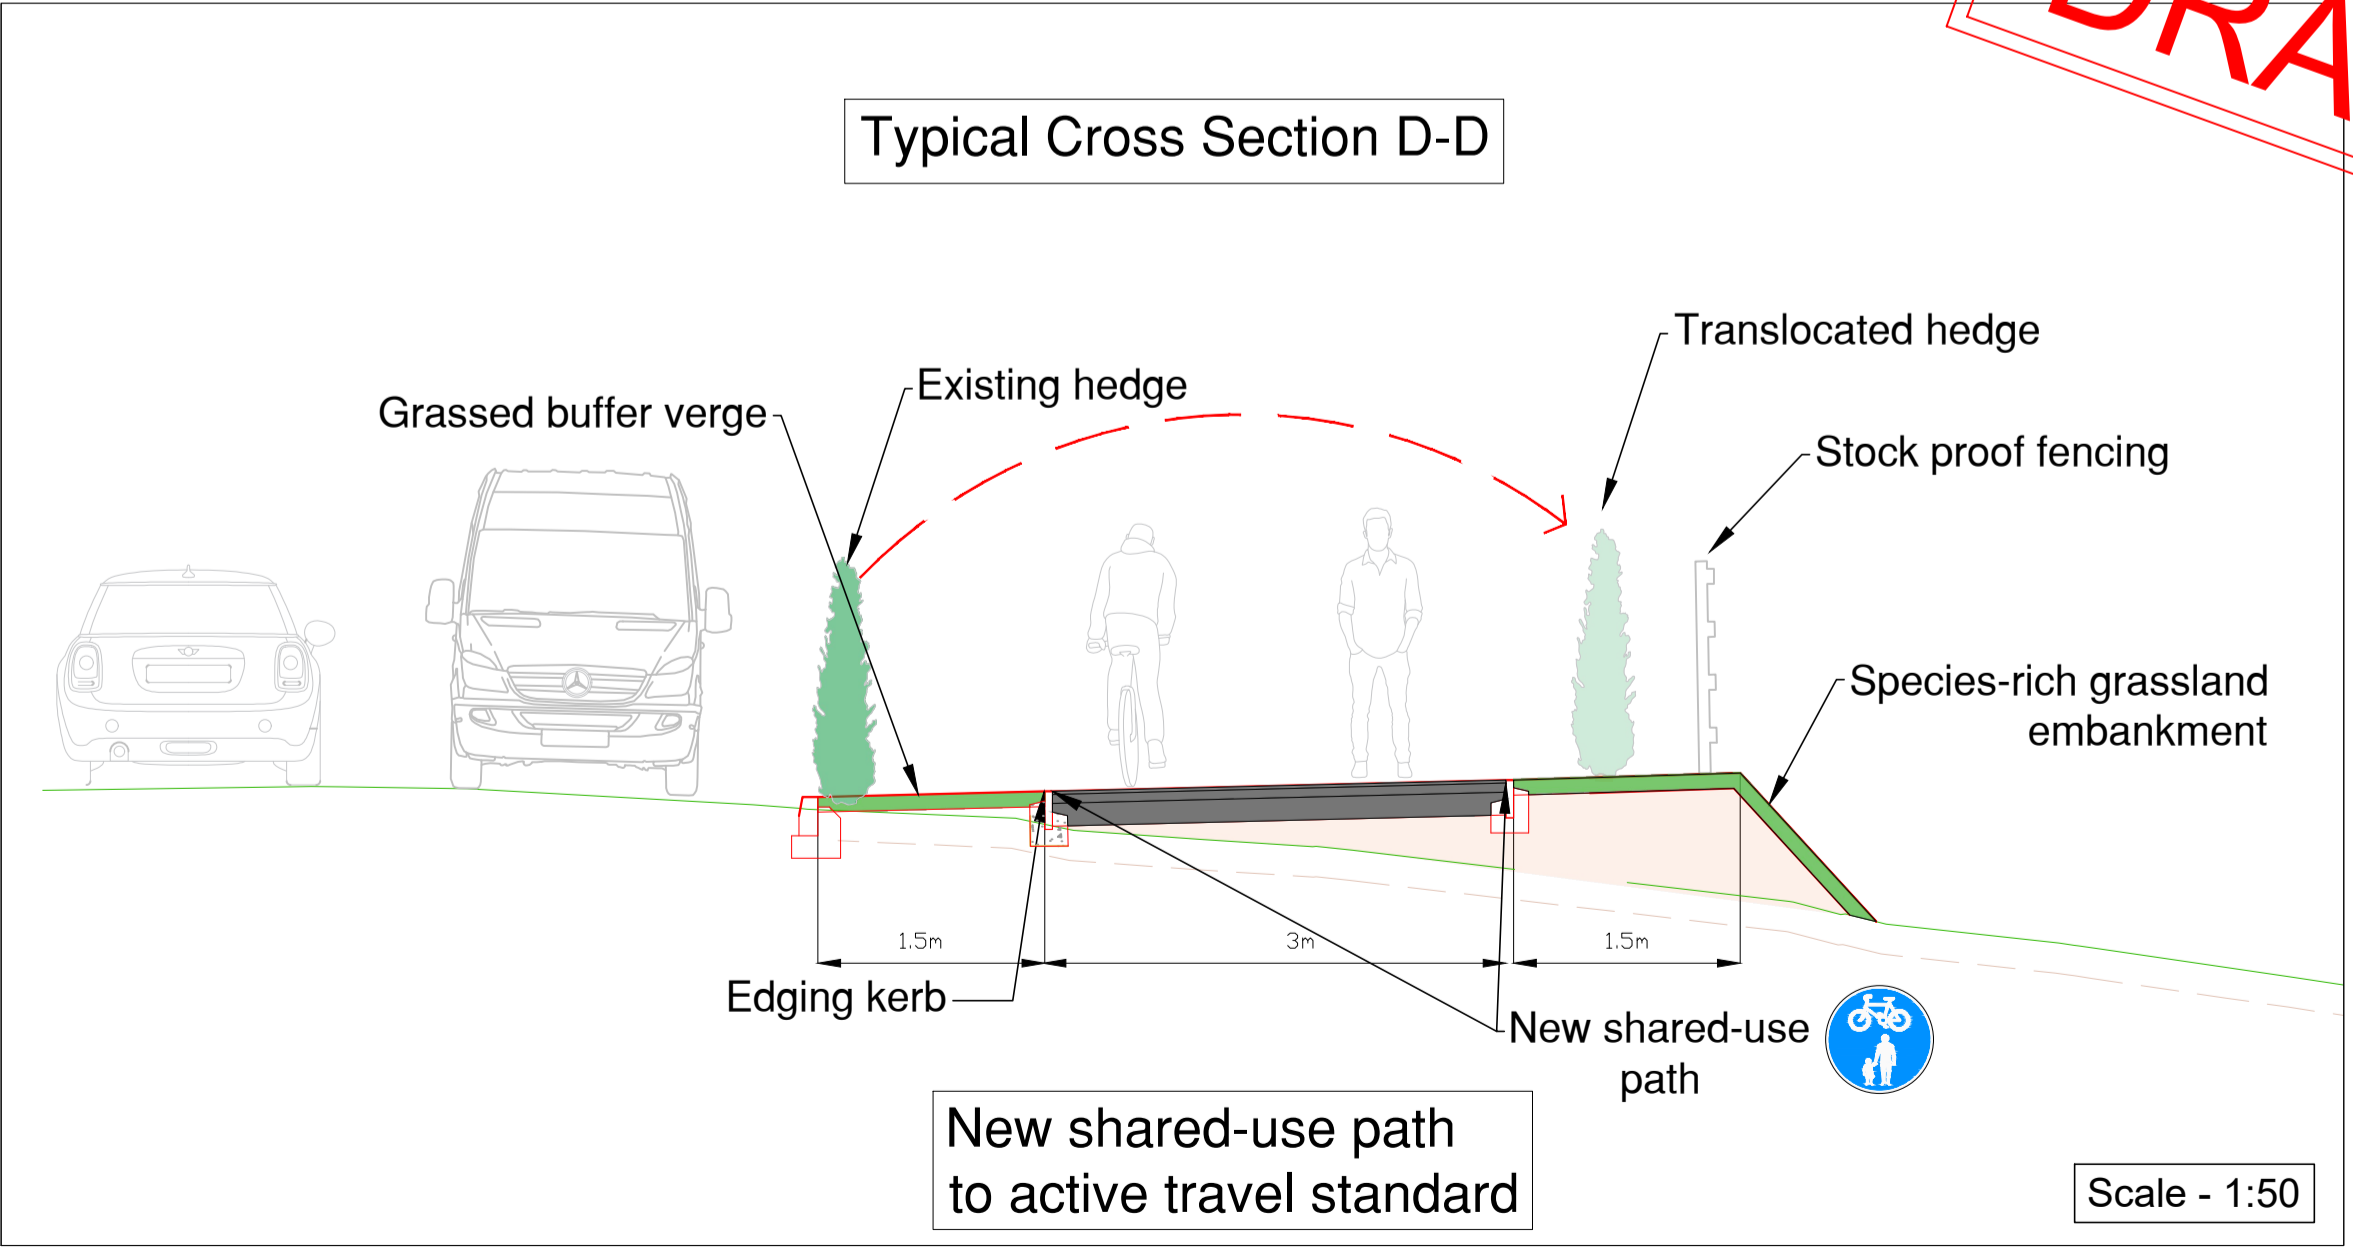 DRA
Typical Cross Section D-D
Translocated hedge
Existing hedge
Grassed buffer verge
Stock proof fencing
Species-rich grassland
embankment
1.5m
3m
1.5m
Edging kerb
New shared-use
path
New shared-use path
to active travel standard
Scale - 1:50